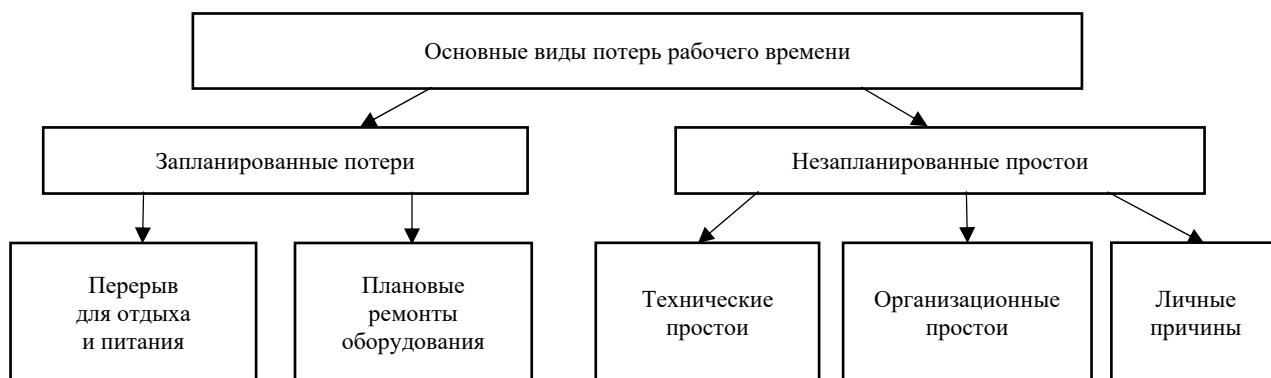 Основные виды потерь рабочего времени
Запланированные потери
Незапланированные простои
Перерыв
для отдыха
и питания
Плановые
ремонты
оборудования
Технические
простои
Организационные
простои
Личные
причины